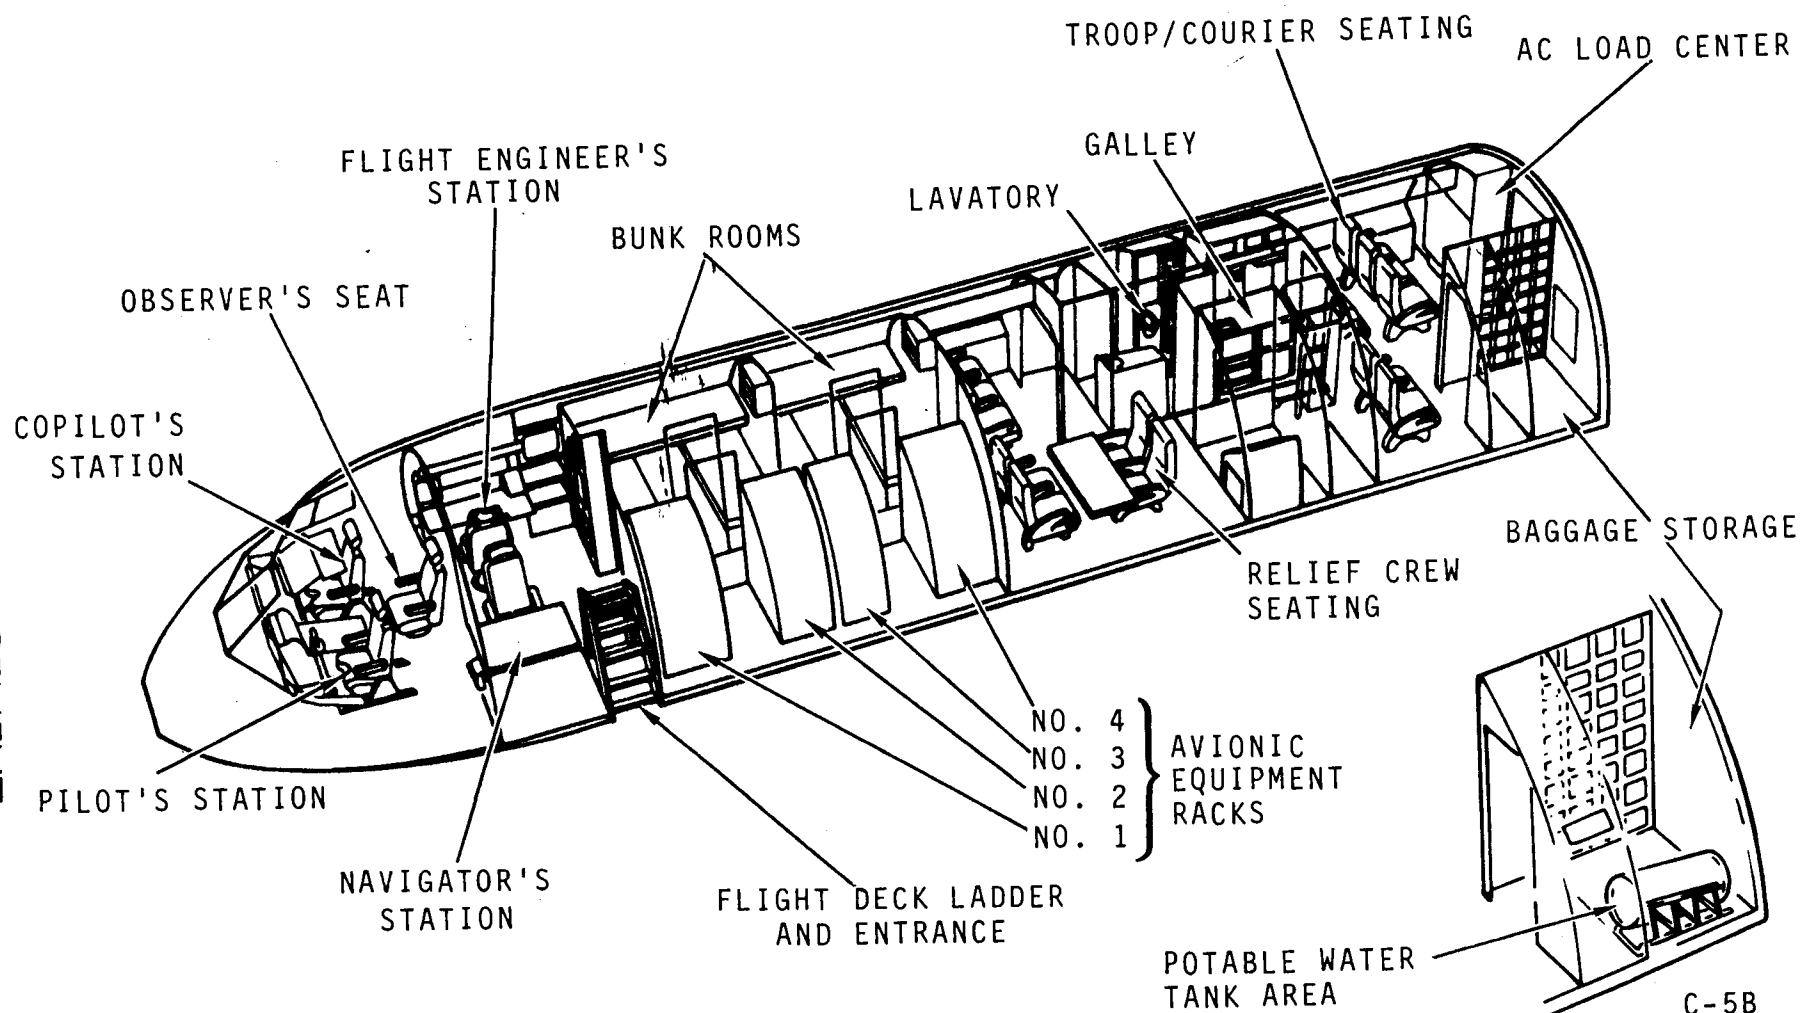 TROOP/COURIER SEATING
AC LOAD CENTER
GALLEY
FLIGHT ENGINEER'S
STATION
LAVATORY
BUNK ROOMS
OBSERVER'S SEAT
COPILOT'S
STATION
BAGGAGE STORAGE
RELIEF CREW
SEATING
NO. 4
NO. 3
NO. 2
NO. 1
AVIONIC
EQUIPMENT
RACKS
PILOT'S STATION
NAVIGATOR'S
STATION
FLIGHT DECK LADDER
AND ENTRANCE
POTABLE WATER
TANK AREA
C-5B